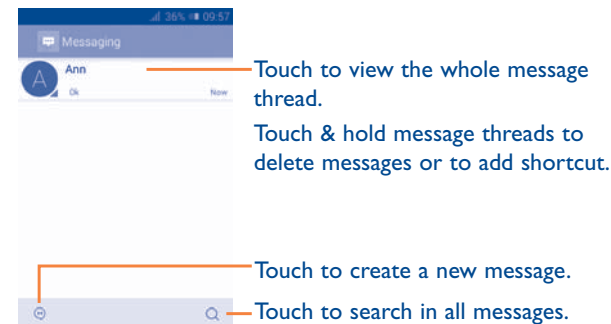 36% 09:57
Messaging
A
Ann
Ok
Now
Touch to view the whole message
thread.
Touch & hold message threads to
delete messages or to add shortcut.
Touch to create a new message.
Touch to search in all messages.